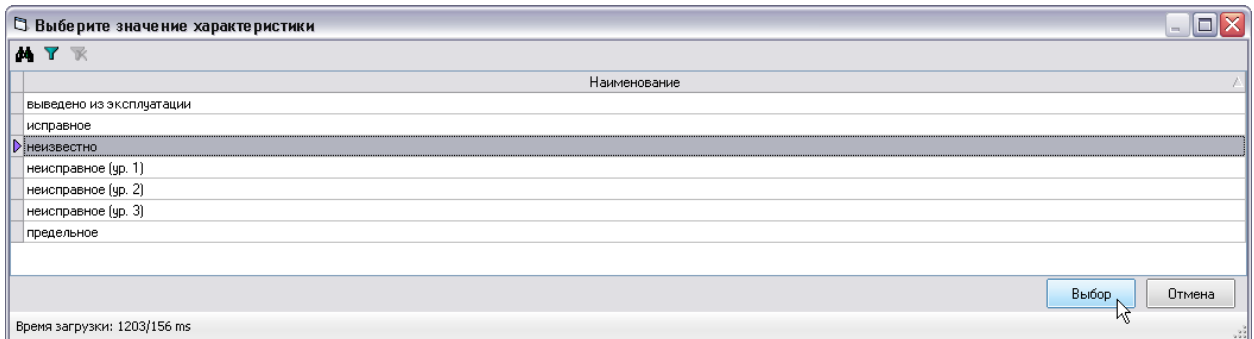 Выберите значение характеристики
Наименование
выведено из эксплуатации
исправное
неизвестно
неисправное (ур. 1)
неисправное (ур. 2)
неисправное (ур. 3)
предельное
Выбор
Отмена
Время загрузки: 1203/156 ms